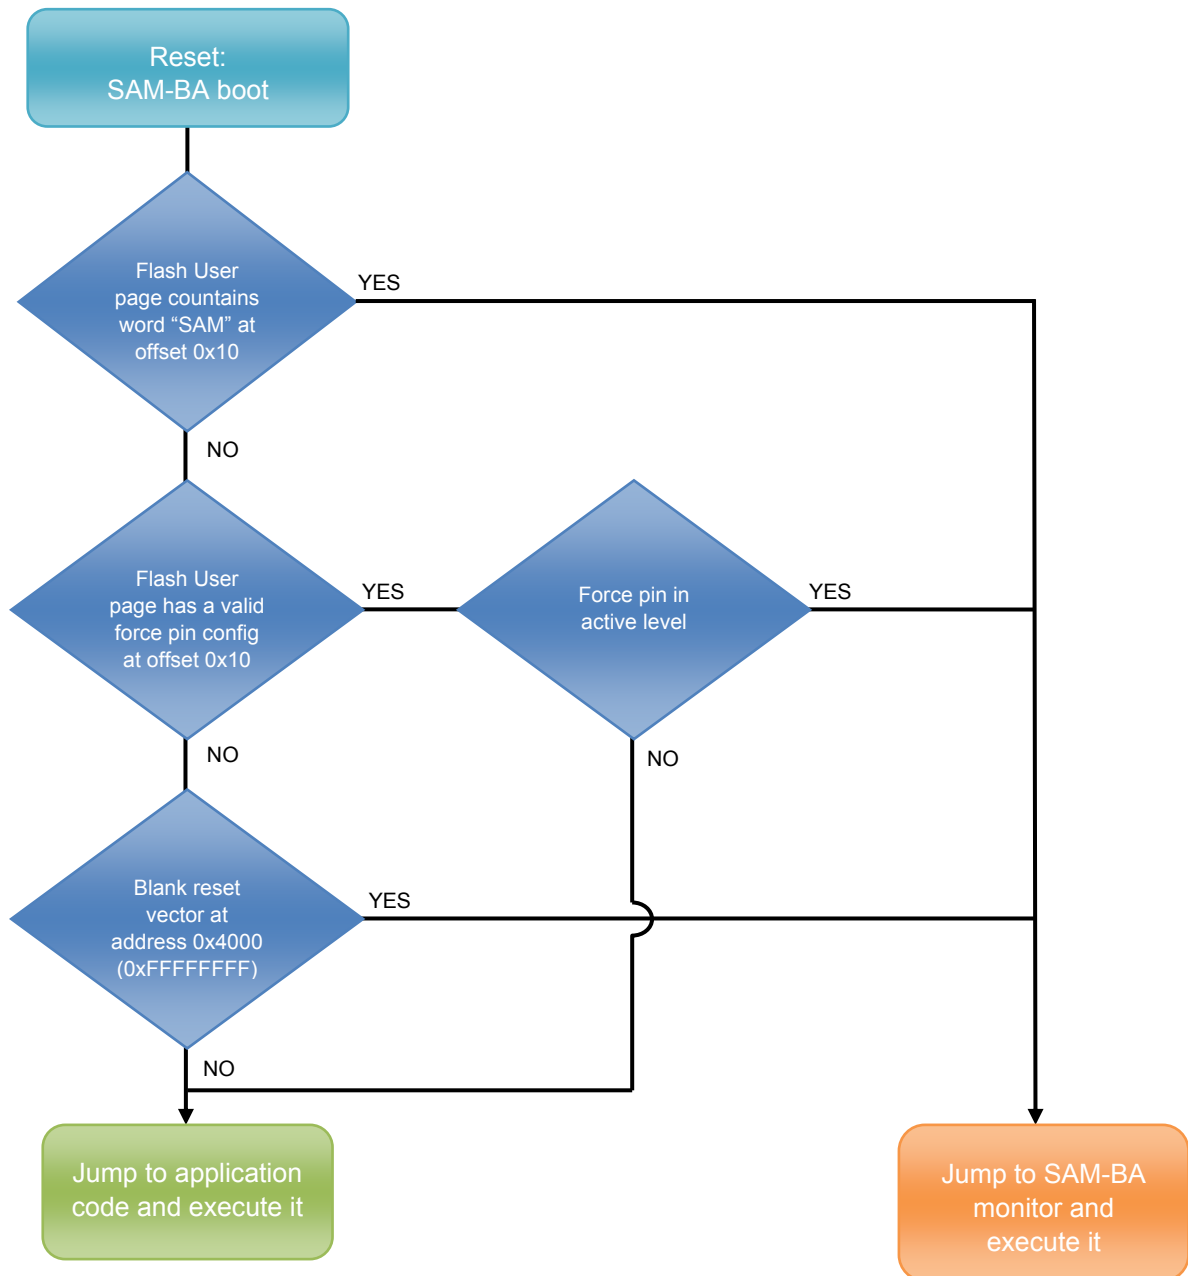 Reset:
SAM-BA boot
Flash User
page countains
word “SAM” at
offset 0x10
YES
NO
Flash User
page has a valid
force pin config
at offset 0x10
YES
Force pin in
active level
YES
NO
NO
Blank reset
vector at
address 0x4000
(0xFFFFFFFF)
YES
NO
Jump to application
code and execute it
Jump to SAM-BA
monitor and
execute it